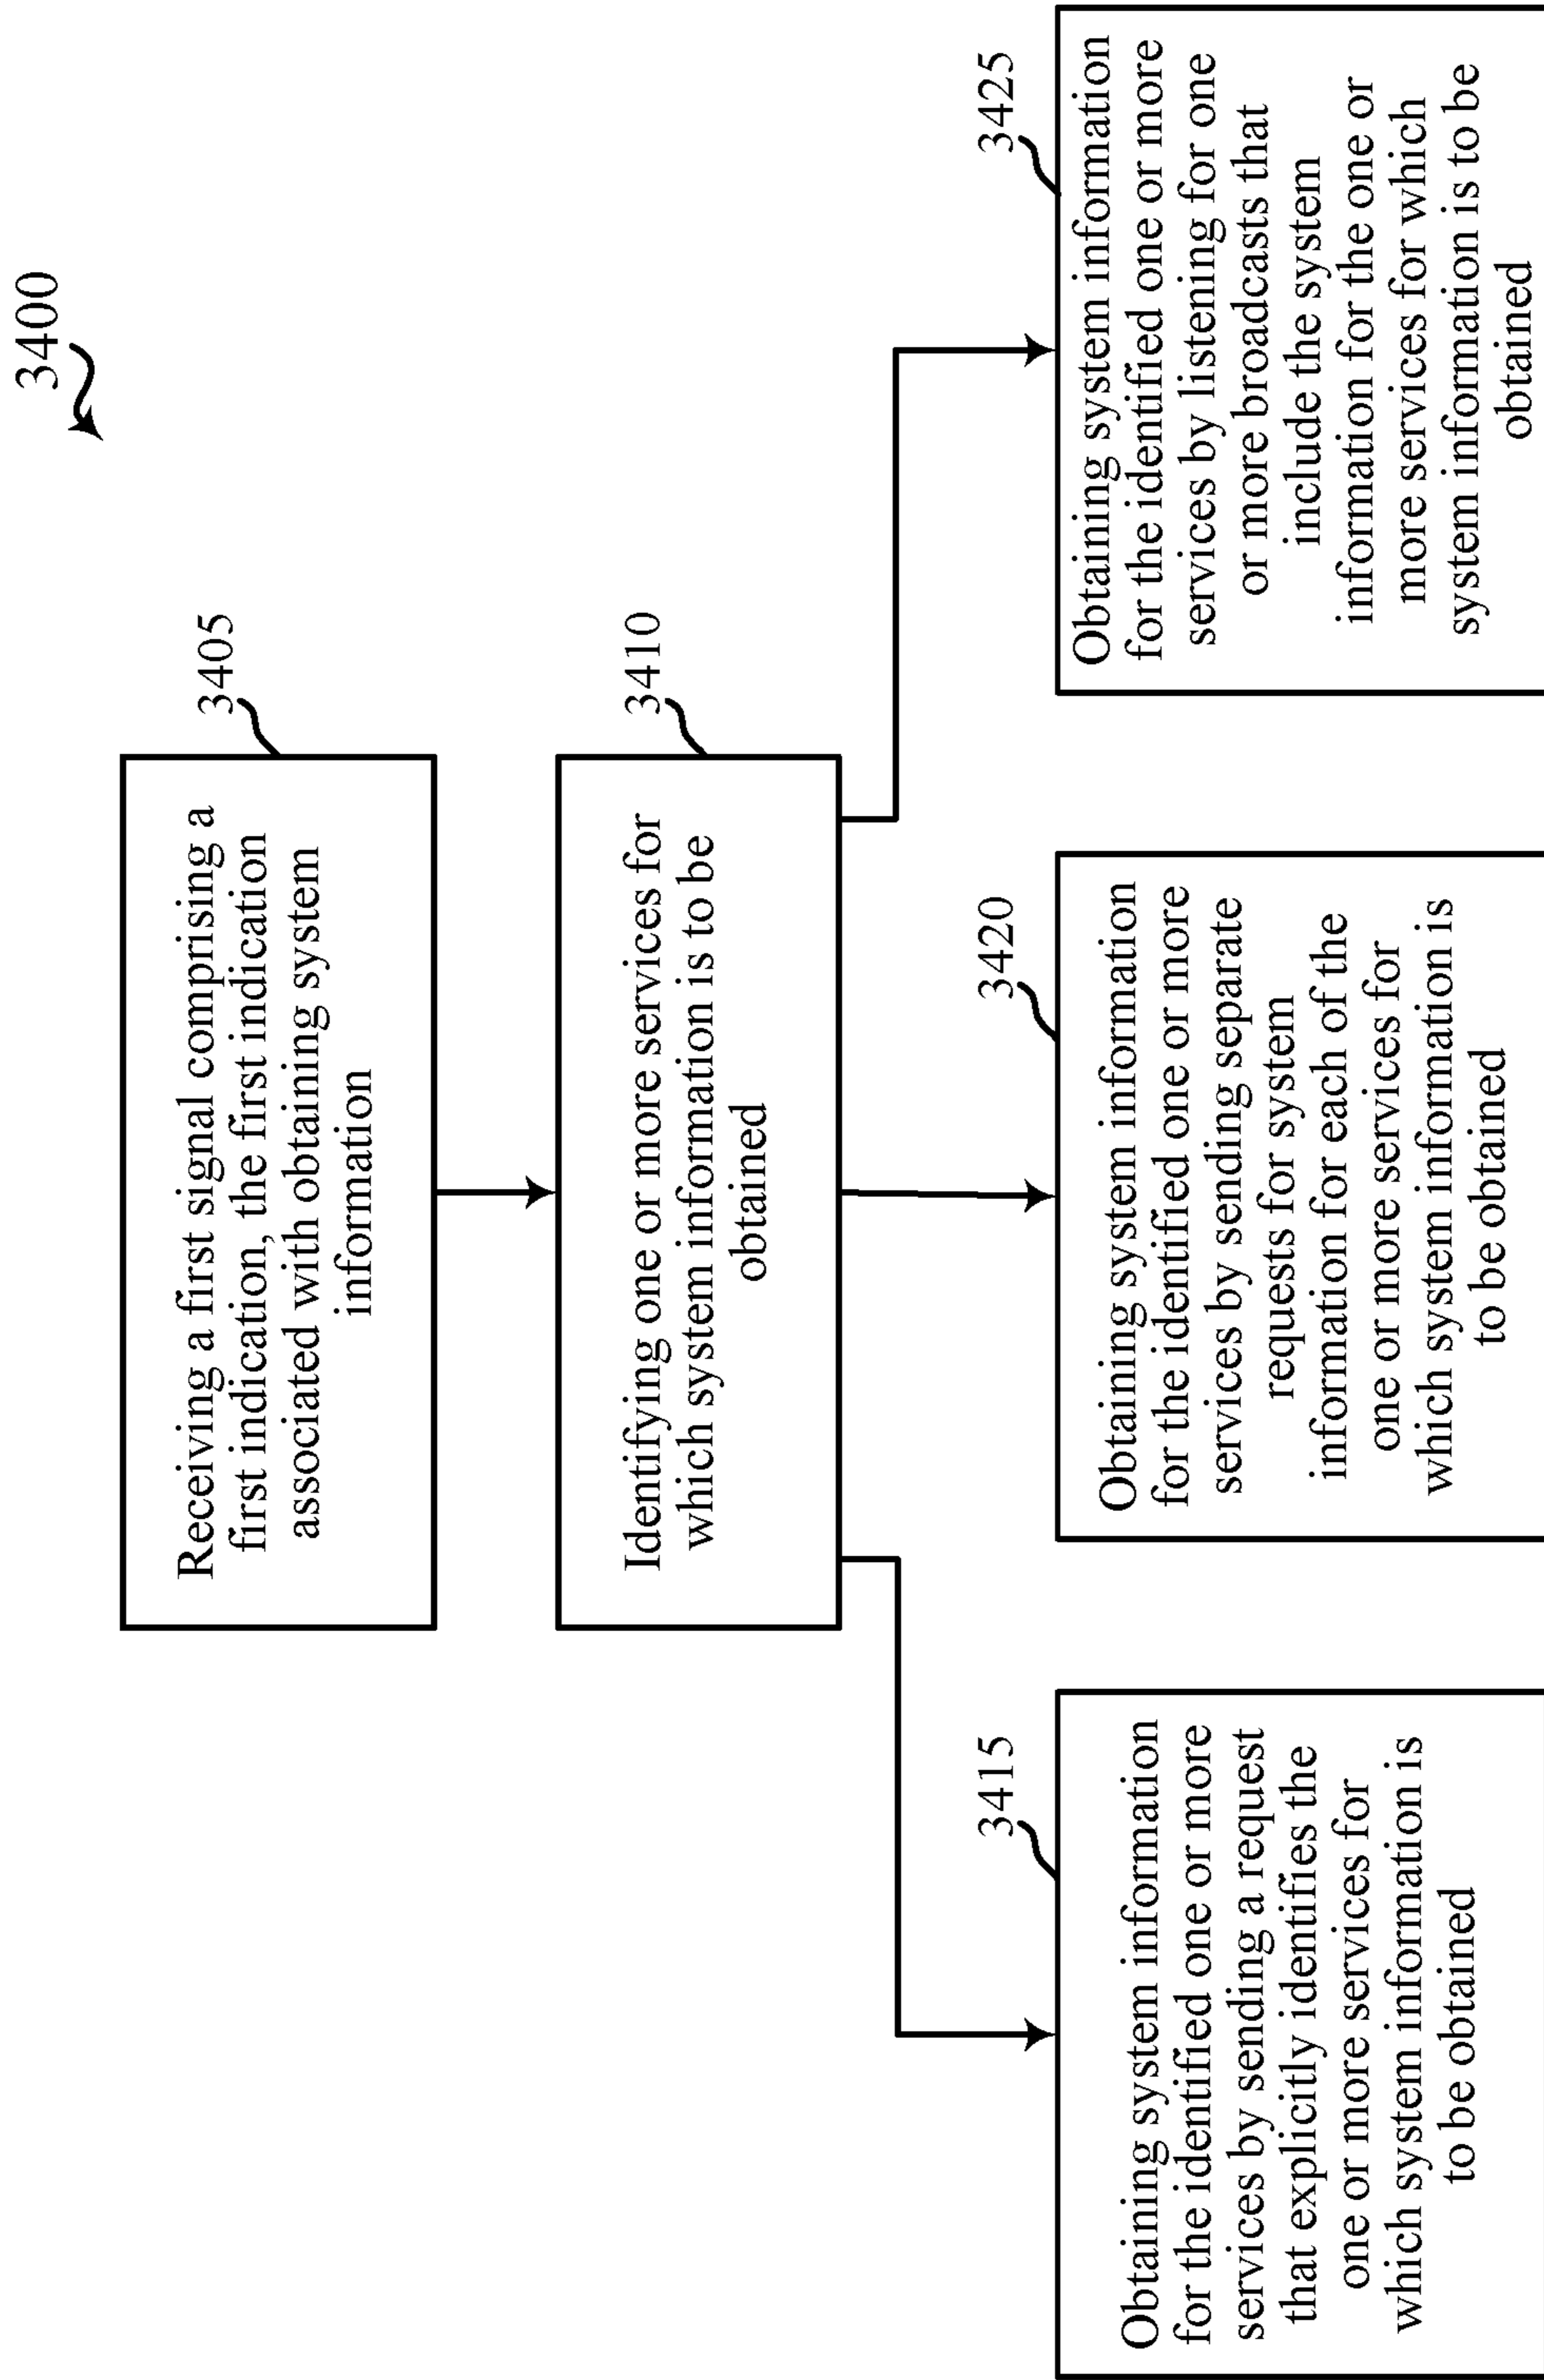 3400
3405
Receiving a first signal comprising a
first indication, the first indication
associated with obtaining system
information
3410
Identifying one or more services for
which system information is to be
obtained
3415
Obtaining system information
for the identified one or more
services by sending a request
that explicitly identifies the
one or more services for
which system information is
to be obtained
3420
Obtaining system information
for the identified one or more
services by sending separate
requests for system
information for each of the
one or more services for
which system information is
to be obtained
3425
Obtaining system information
for the identified one or more
services by listening for one
or more broadcasts that
include the system
information for the one or
more services for which
system information is to be
obtained